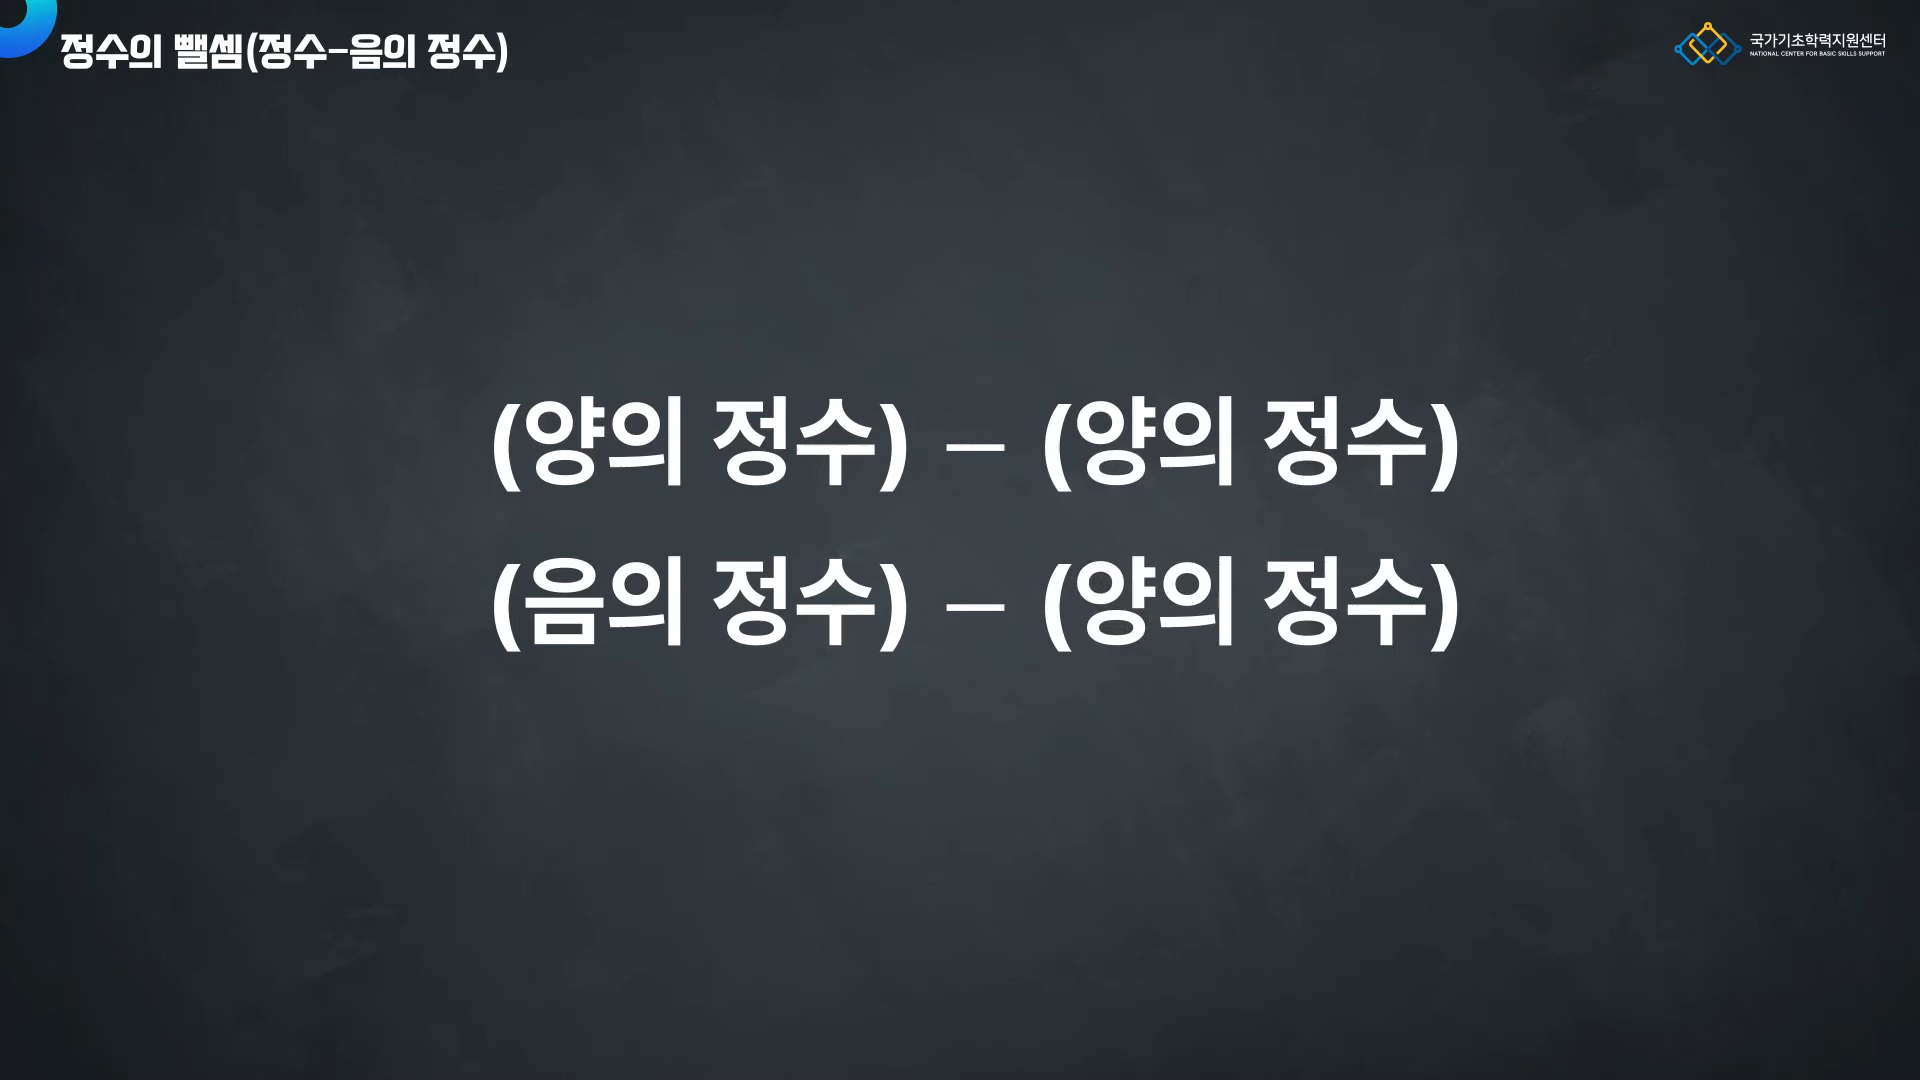 정수의 뺄셈(정수-음의 정수)
국가기초학력지원센터
NATIONAL CENTER FOR BASIC SKILLS SUPPORT
(양의 정수) – (양의 정수)
(음의 정수) – (양의 정수)